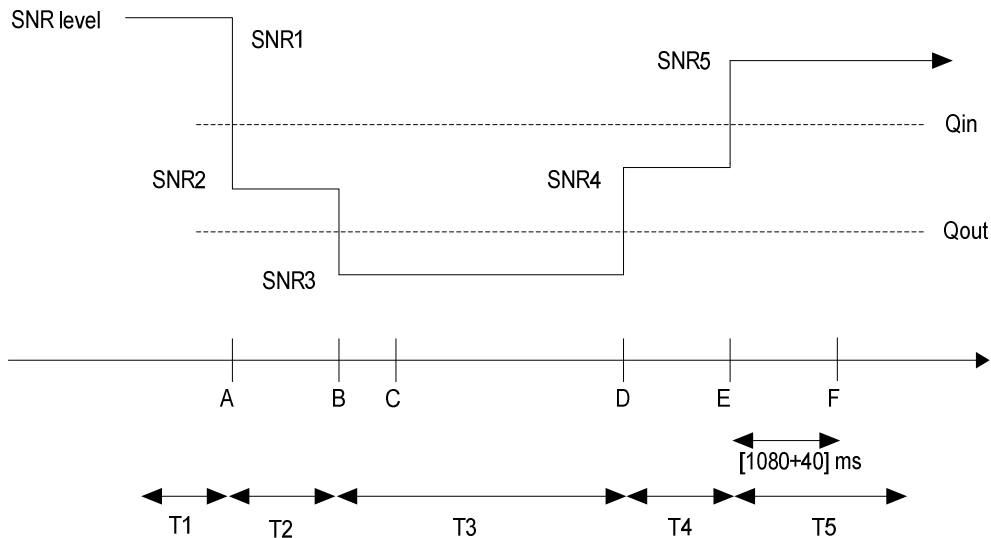 SNR level
SNR1
SNR5
Qin
SNR2
SNR4
Qout
SNR3
A B C D E F
[1080+40] ms
T1 T2 T3 T4 T5